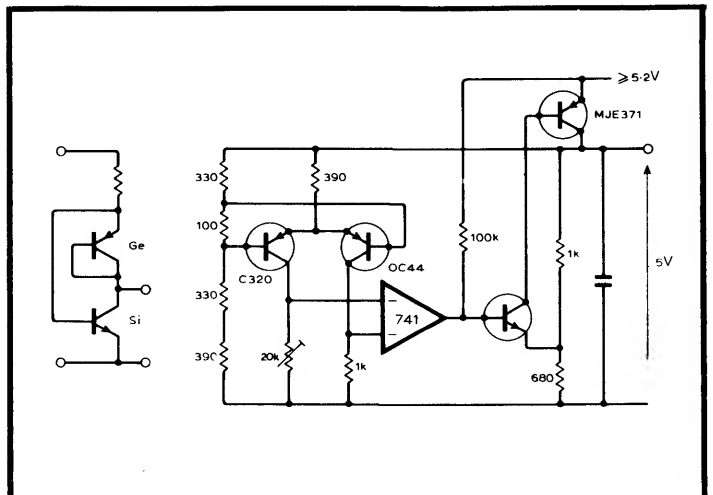 ≥5·2V
MJE371
330
390
Ge
100
100k
1k
C320
OC44
5V
Si
330
−
741
−
390
20k
1k
680